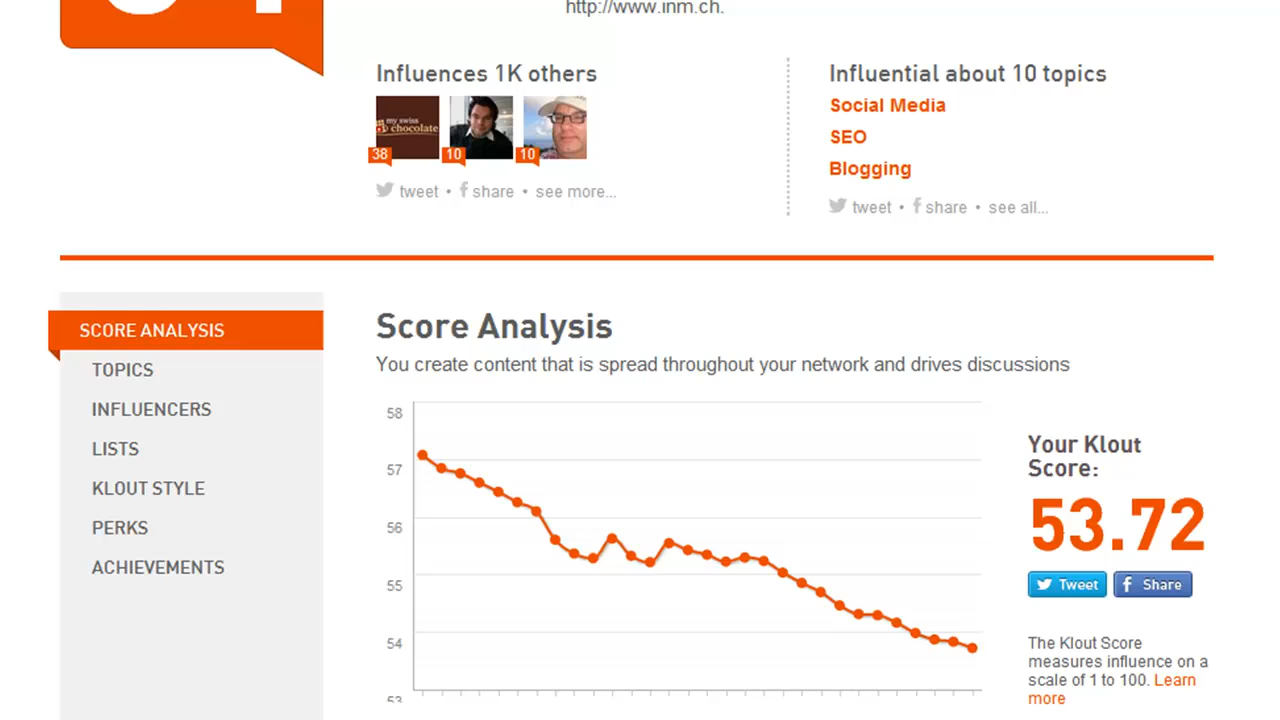 http://www.inm.ch.
Influences 1K others
my swiss
chocolate
38
10
10
tweet • share • see more...
Influential about 10 topics
Social Media
SEO
Blogging
tweet • share • see all...
SCORE ANALYSIS
TOPICS
INFLUENCERS
LISTS
KLOUT STYLE
PERKS
ACHIEVEMENTS
Score Analysis
You create content that is spread throughout your network and drives discussions
58
57
56
55
54
53
Your Klout
Score:
53.72
Tweet
Share
The Klout Score
measures influence on a
scale of 1 to 100. Learn
more